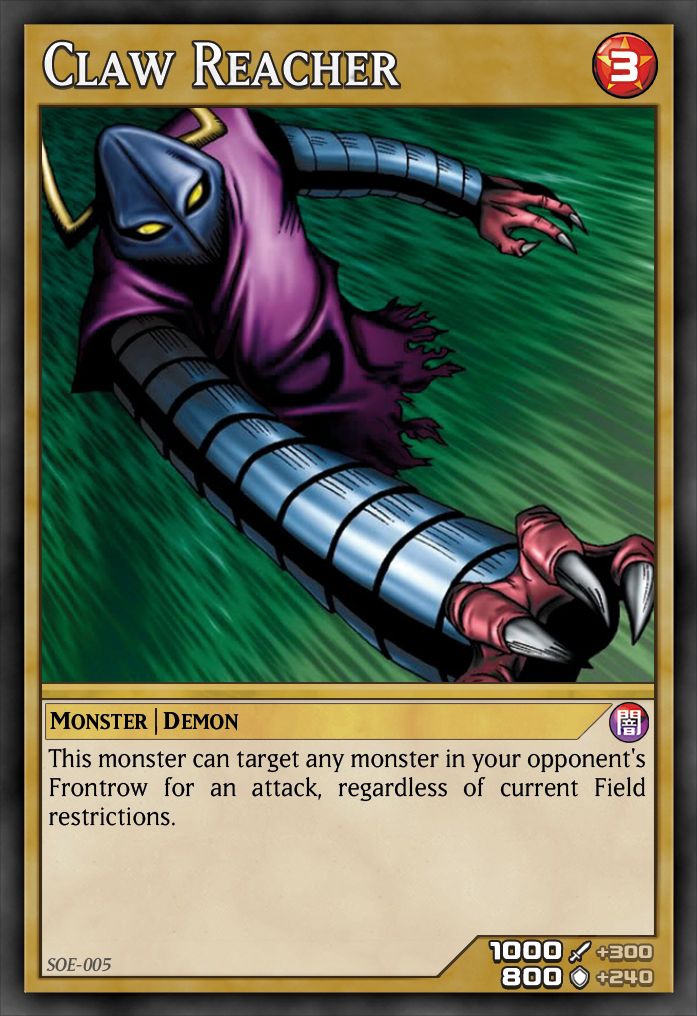 Claw Reacher
3
Monster | Demon
闇
This monster can target any monster in your opponent's
Frontrow for an attack, regardless of current Field
restrictions.
1000 +300
800 +240
SOE-005